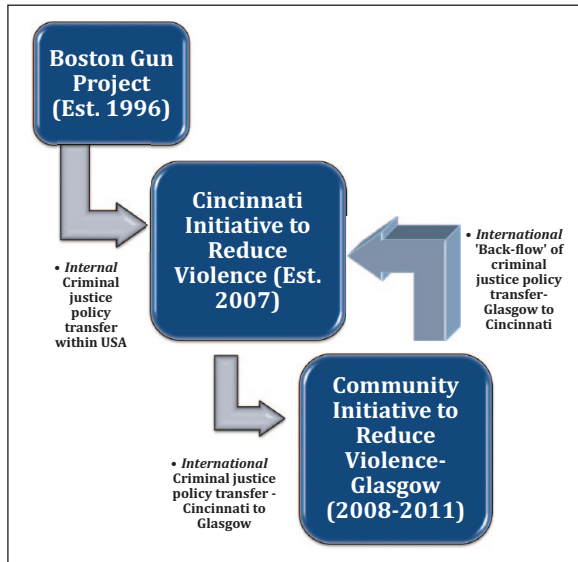 Boston Gun
Project
(Est. 1996)
Cincinnati
Initiative to
Reduce
Violence (Est.
2007)
• Internal
Criminal
justice
policy
transfer
within USA
• International
'Back-flow' of
criminal
justice policy
transfer-
Glasgow to
Cincinnati
• International
Criminal justice
policy transfer -
Cincinnati to
Glasgow
Community
Initiative to
Reduce
Violence-
Glasgow
(2008-2011)